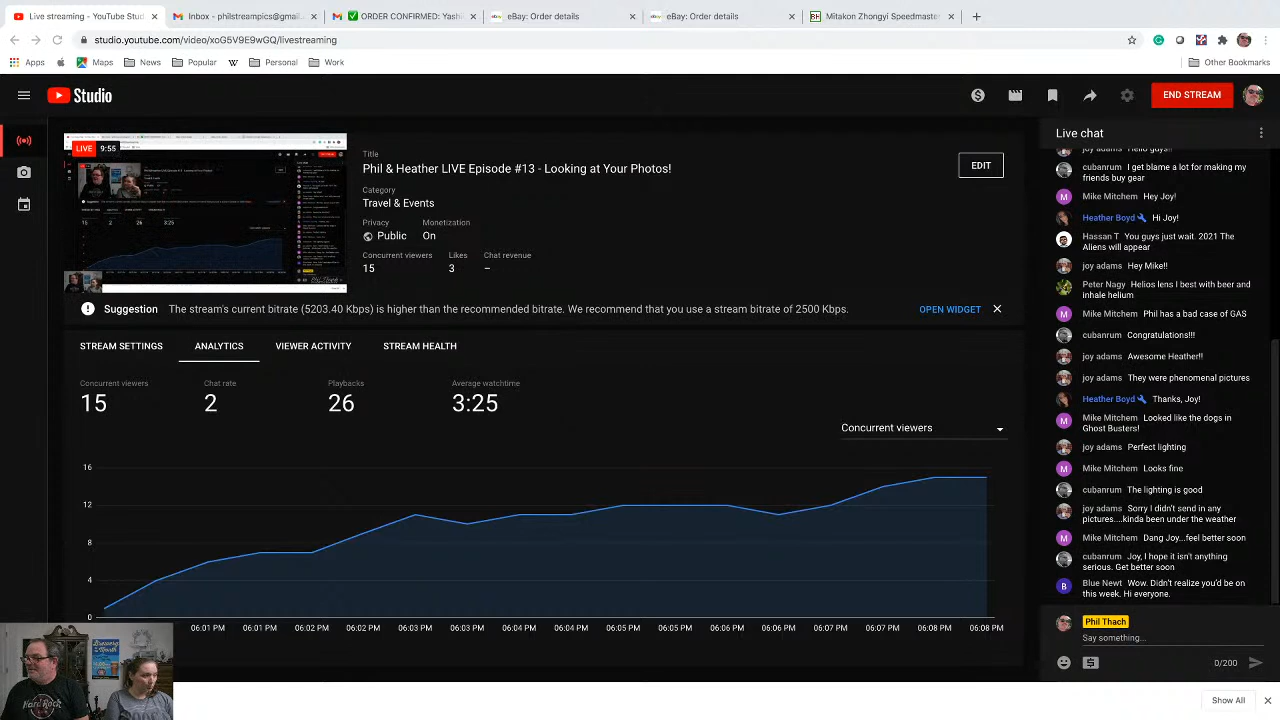 Live streaming - YouTube Stud
Inbox - philstreampics@gmail.
✅ ORDER CONFIRMED: Yashi
eBay: Order details
eBay: Order details
Mitakon Zhongyi Speedmaster
studio.youtube.com/video/xoG5V9E9wGQ/livestreaming
Apps
Maps
News
Popular
Personal
Work
Other Bookmarks
Studio
END STREAM
LIVE 9:55
Title
Phil & Heather LIVE Episode #13 - Looking at Your Photos!
EDIT
Category
Travel & Events
Privacy Monetization
Public On
Concurrent viewers Likes Chat revenue
15 3 –
Suggestion The stream's current bitrate (5203.40 Kbps) is higher than the recommended bitrate. We recommend that you use a stream bitrate of 2500 Kbps.
OPEN WIDGET
STREAM SETTINGS ANALYTICS VIEWER ACTIVITY STREAM HEALTH
Concurrent viewers Chat rate Playbacks Average watchtime
15 2 26 3:25
Concurrent viewers
16
12
8
4
0
06:01 PM 06:01 PM 06:02 PM 06:02 PM 06:03 PM 06:03 PM 06:04 PM 06:04 PM 06:05 PM 06:05 PM 06:06 PM 06:06 PM 06:07 PM 06:07 PM 06:08 PM 06:08 PM
Live chat
joy adams Hello guys!!
cubanrum I get blame a lot for making my
friends buy gear
Mike Mitchem Hey Joy!
Heather Boyd Hi Joy!
Hassan T You guys just wait. 2021 The
Aliens will appear
joy adams Hey Mike!!
Peter Nagy Helios lens I best with beer and
inhale helium
Mike Mitchem Phil has a bad case of GAS
cubanrum Congratulations!!!
joy adams Awesome Heather!!
joy adams They were phenomenal pictures
Heather Boyd Thanks, Joy!
Mike Mitchem Looked like the dogs in
Ghost Busters!
joy adams Perfect lighting
Mike Mitchem Looks fine
cubanrum The lighting is good
joy adams Sorry I didn't send in any
pictures....kinda been under the weather
Mike Mitchem Dang Joy...feel better soon
cubanrum Joy, I hope it isn't anything
serious. Get better soon
Blue Newt Wow. Didn't realize you'd be on
this week. Hi everyone.
Phil Thach
Say something...
0/200
Show All